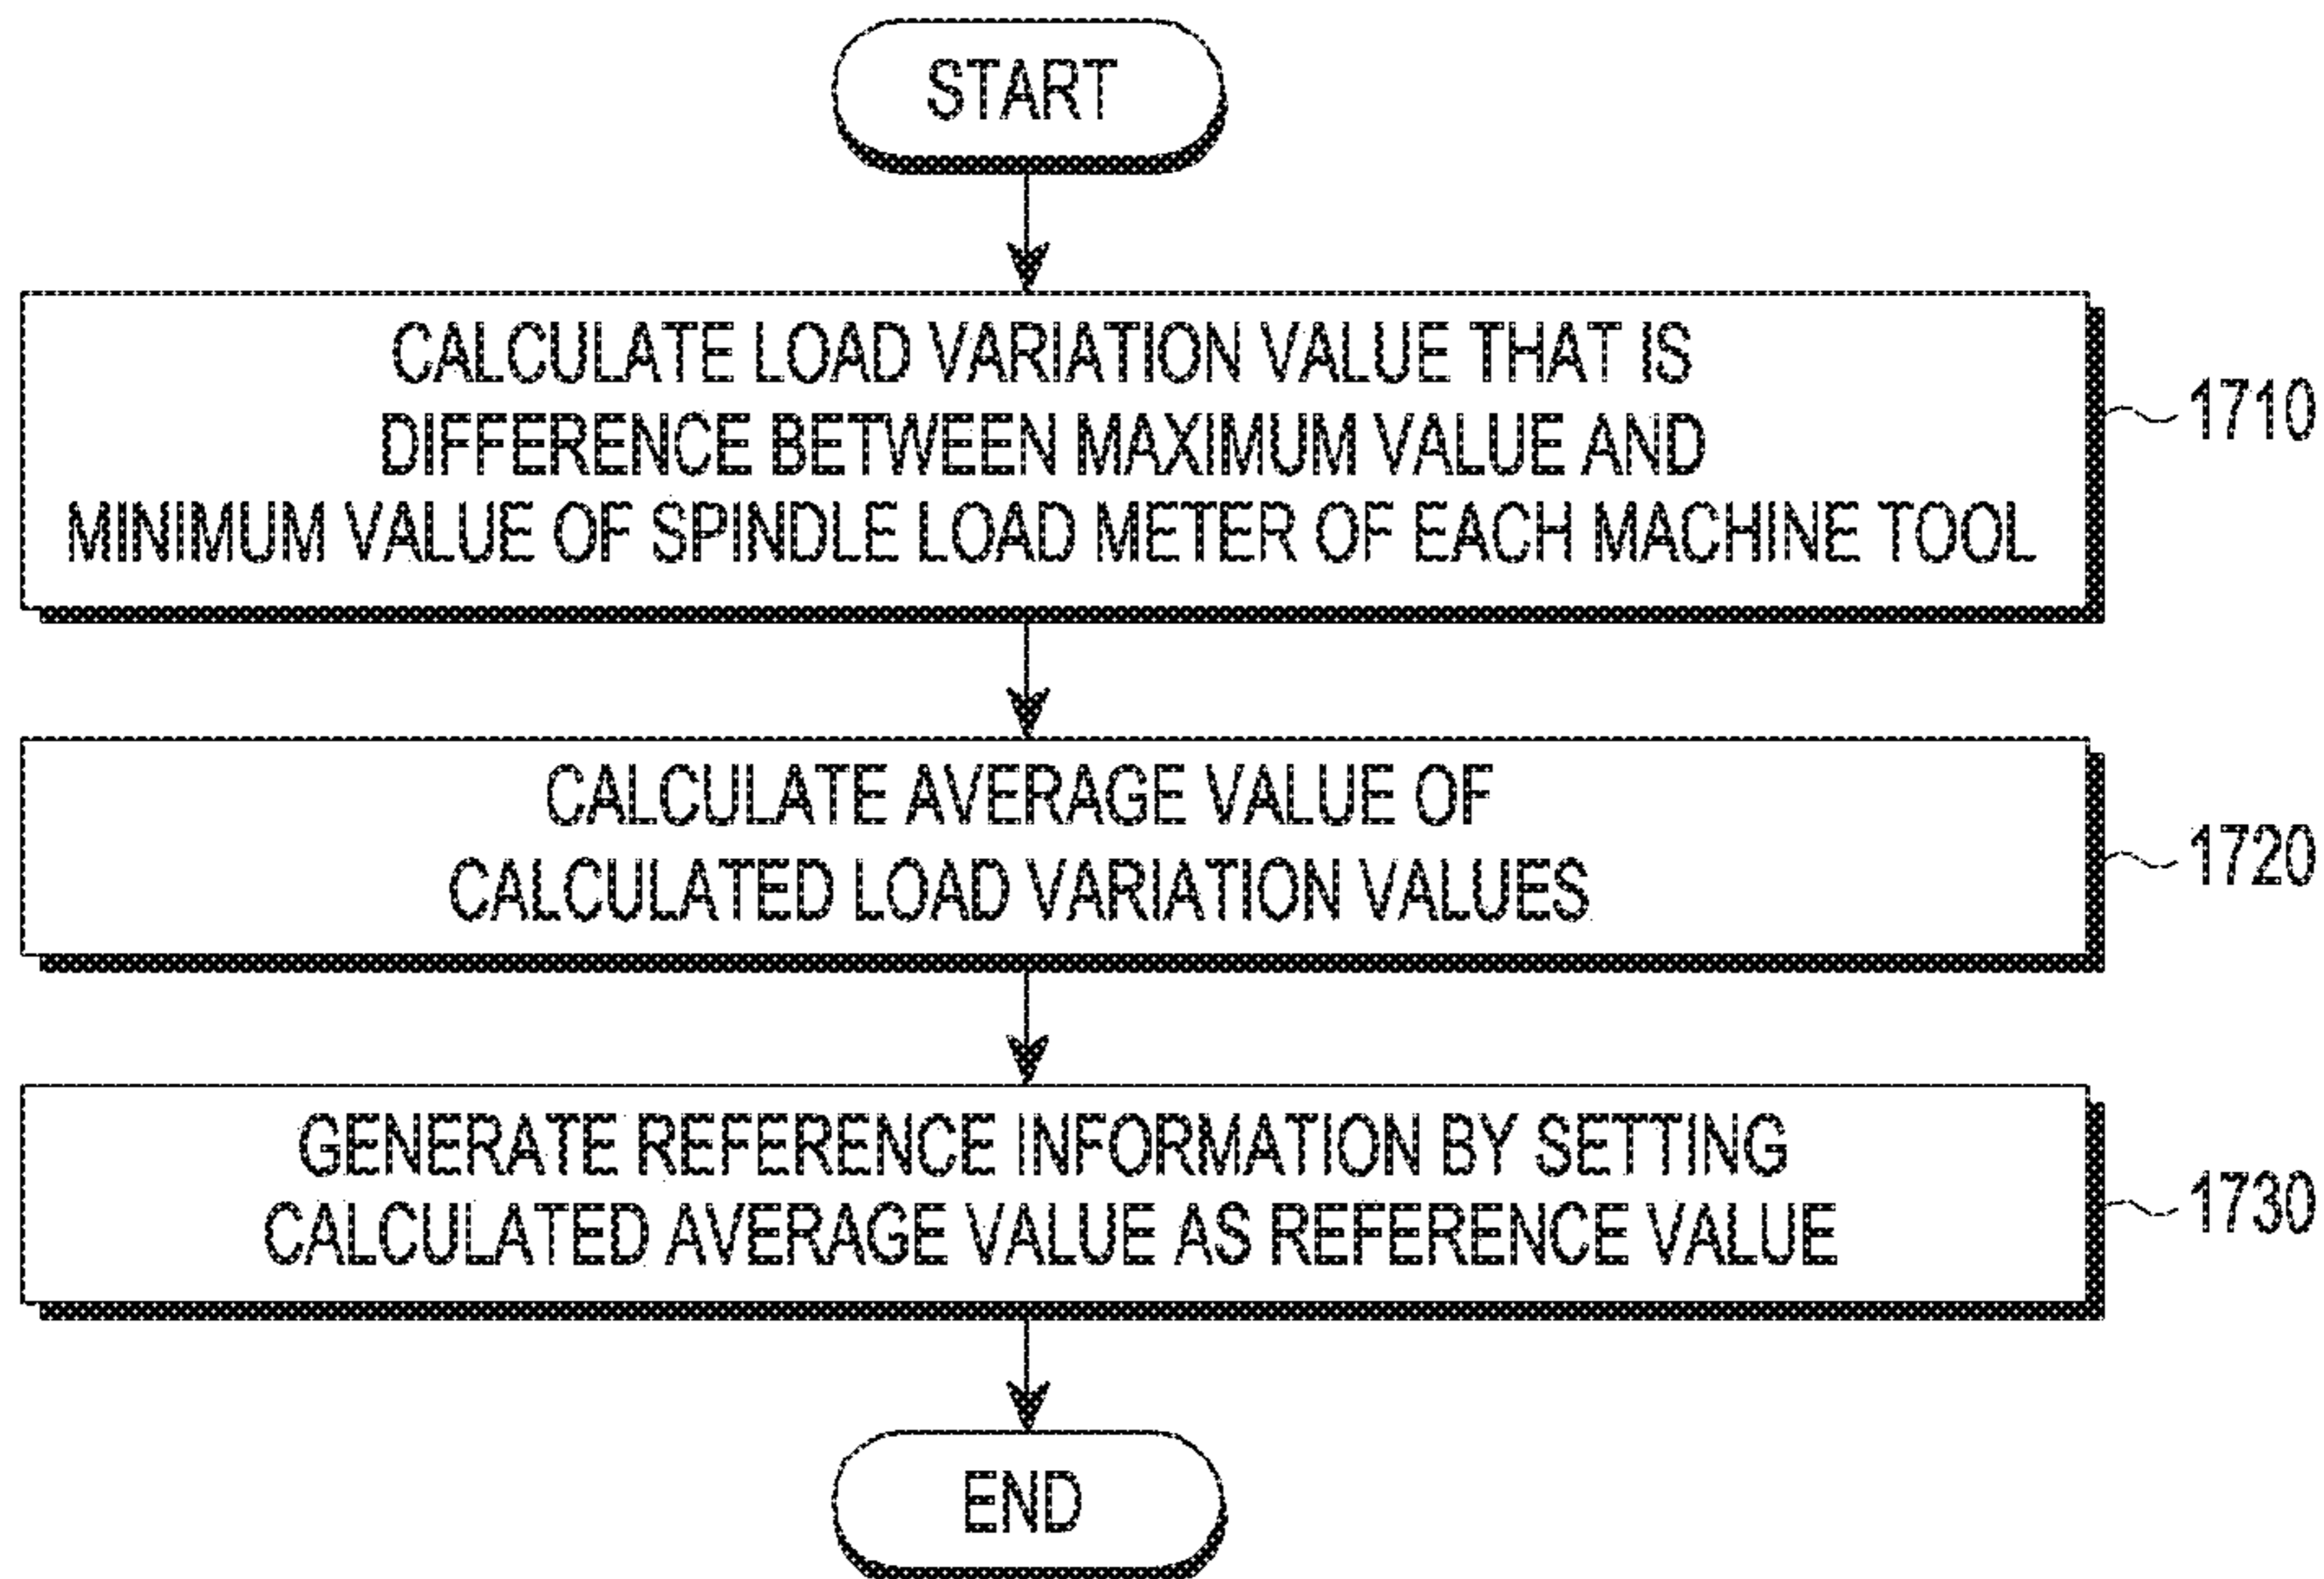 START
CALCULATE LOAD VARIATION VALUE THAT IS
DIFFERENCE BETWEEN MAXIMUM VALUE AND
MINIMUM VALUE OF SPINDLE LOAD METER OF EACH MACHINE TOOL
1710
CALCULATE AVERAGE VALUE OF
CALCULATED LOAD VARIATION VALUES
1720
GENERATE REFERENCE INFORMATION BY SETTING
CALCULATED AVERAGE VALUE AS REFERENCE VALUE
1730
END